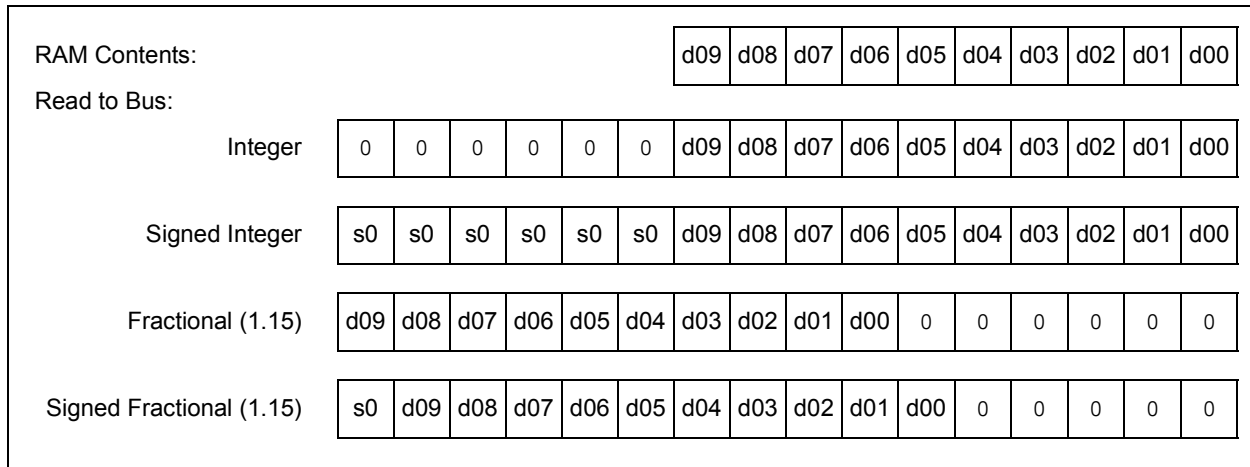 RAM Contents: d09 d08 d07 d06 d05 d04 d03 d02 d01 d00
Read to Bus:
Integer 0 0 0 0 0 0 d09 d08 d07 d06 d05 d04 d03 d02 d01 d00
Signed Integer s0 s0 s0 s0 s0 s0 d09 d08 d07 d06 d05 d04 d03 d02 d01 d00
Fractional (1.15) d09 d08 d07 d06 d05 d04 d03 d02 d01 d00 0 0 0 0 0 0
Signed Fractional (1.15) s0 d09 d08 d07 d06 d05 d04 d03 d02 d01 d00 0 0 0 0 0